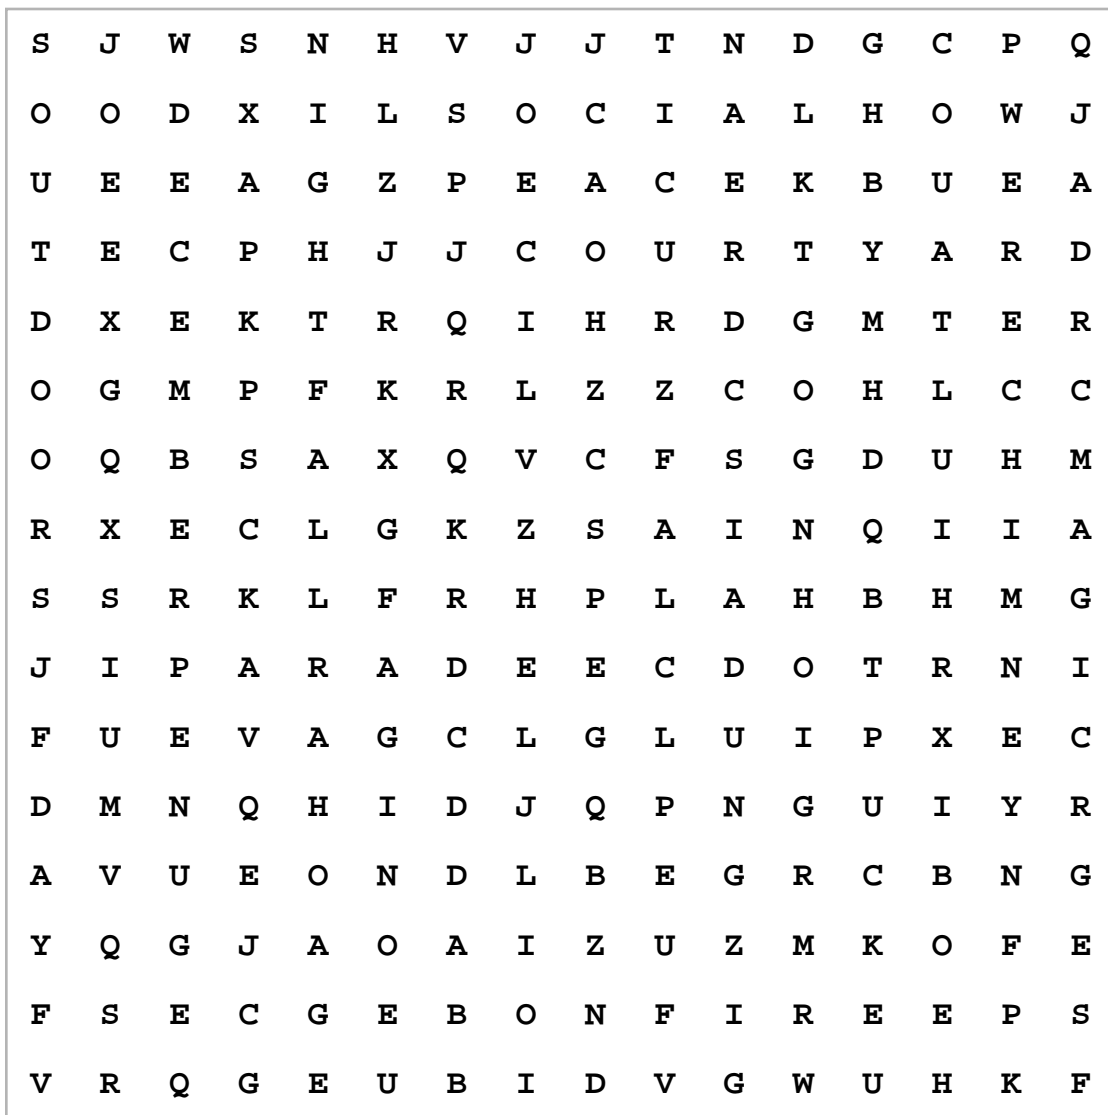 S J W S N H V J J T N D G C P Q
O O D X I L S O C I A L H O W J
U E E A G Z P E A C E K B U E A
T E C P H J J C O U R T Y A R D
D X E K T R Q I H R D G M T E R
O G M P F K R L Z Z C O H L C C
O Q B S A X Q V C F S G D U H M
R X E C L G K Z S A I N Q I I A
S S R K L F R H P L A H B H M G
J I P A R A D E E C D O T R N I
F U E V A G C L G L U I P X E C
D M N Q H I D J Q P N G U I Y R
A V U E O N D L B E G R C B N G
Y Q G J A O A I Z U Z M K O F E
F S E C G E B O N F I R E E P S
V R Q G E U B I D V G W U H K F